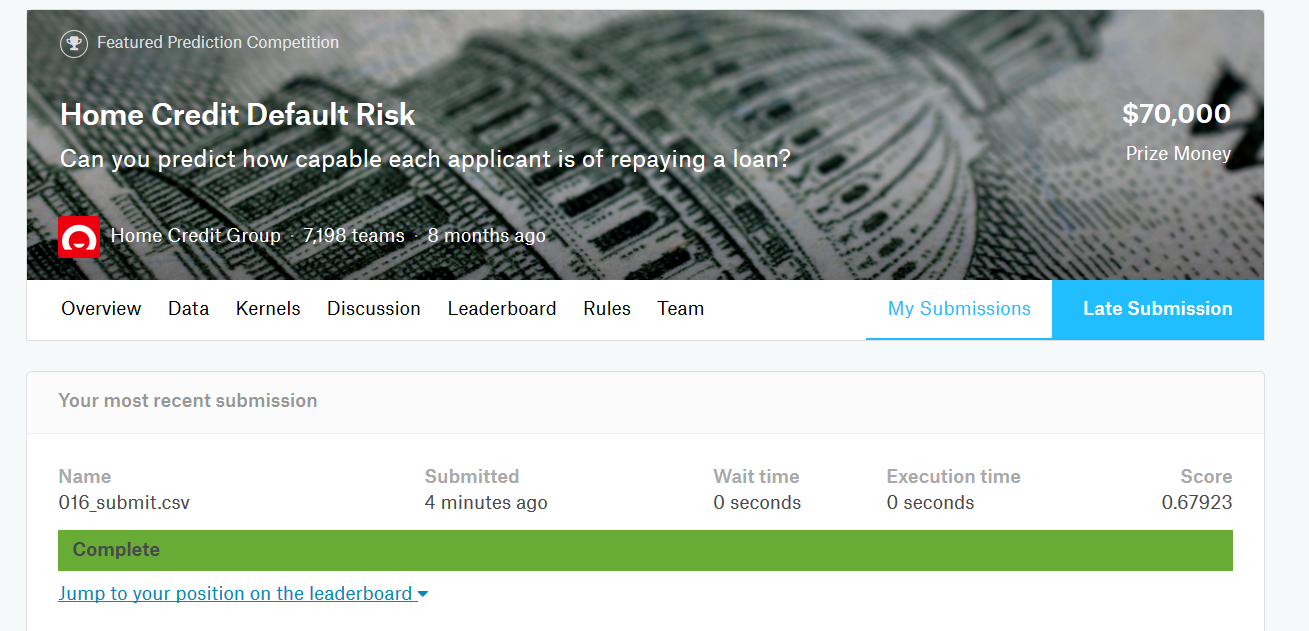 Featured Prediction Competition
Home Credit Default Risk
$70,000
Can you predict how capable each applicant is of repaying a loan?
Prize Money
Home Credit Group · 7,198 teams · 8 months ago
Overview Data Kernels Discussion Leaderboard Rules Team My Submissions Late Submission
Your most recent submission
Name Submitted Wait time Execution time Score
016_submit.csv 4 minutes ago 0 seconds 0 seconds 0.67923
Complete
Jump to your position on the leaderboard